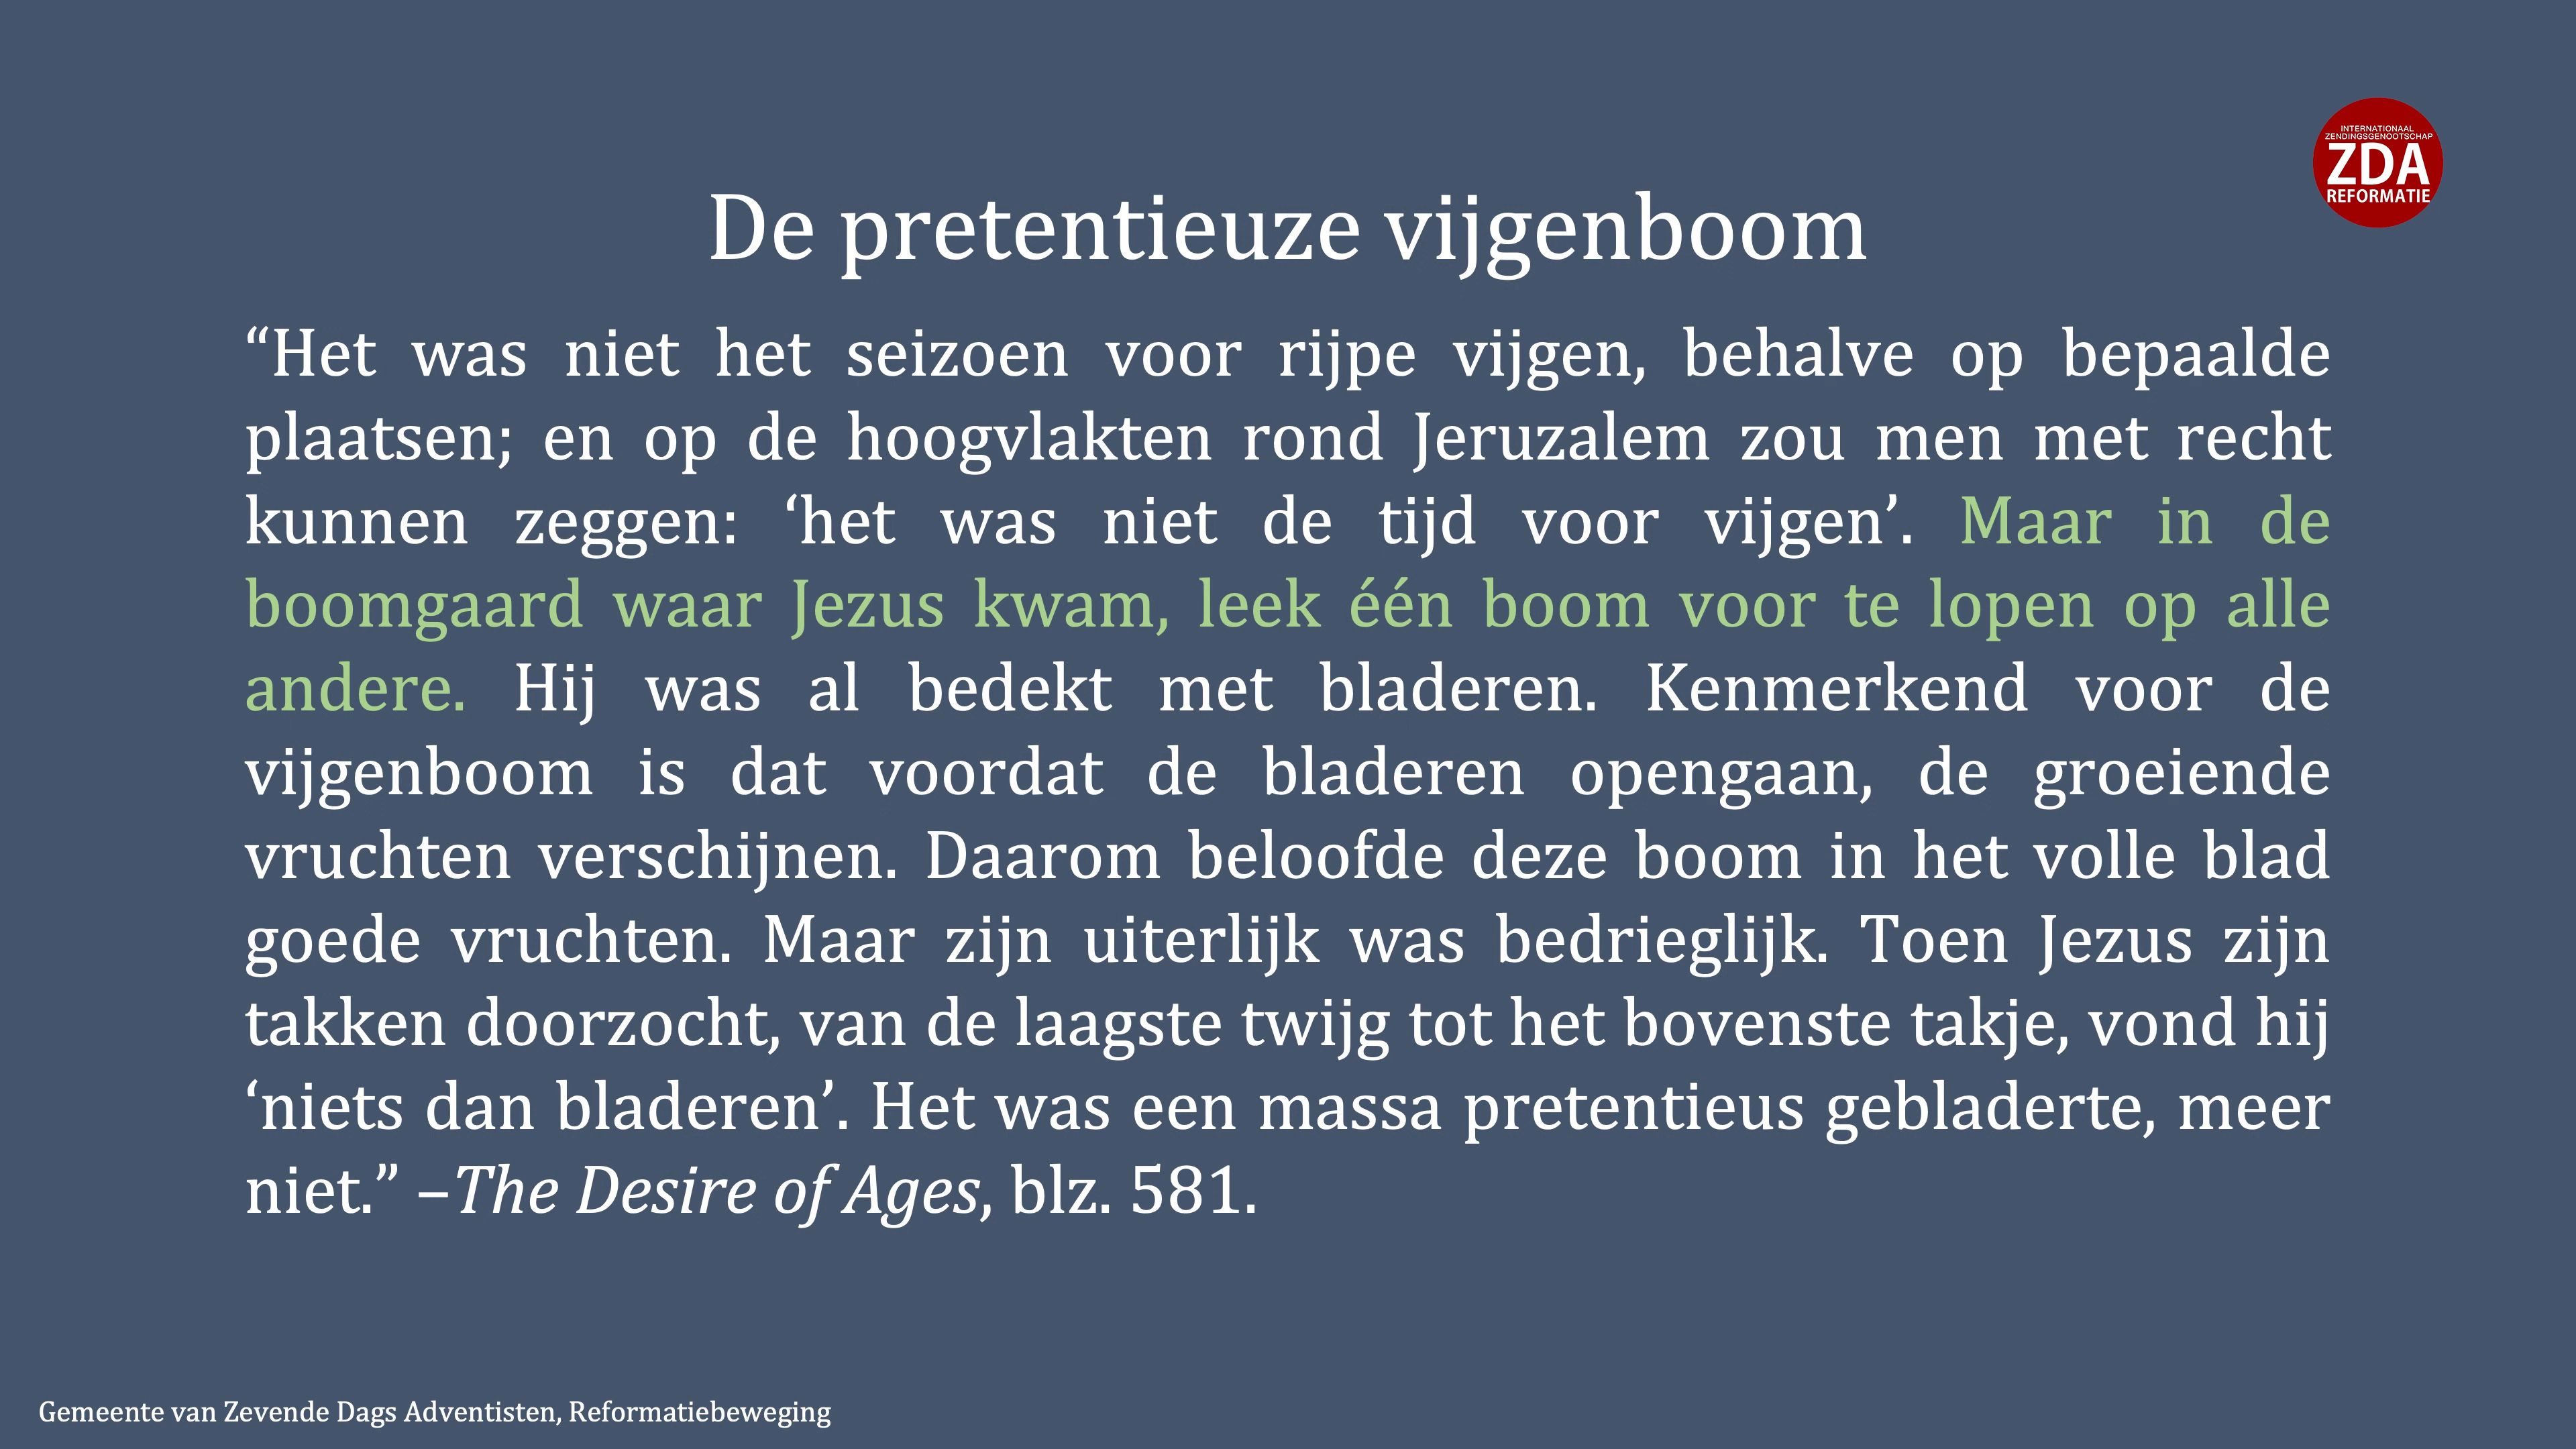 INTERNATIONAAL
ZENDINGSGENOOTSCHAP
ZDA
REFORMATIE
De pretentieuze vijgenboom
“Het was niet het seizoen voor rijpe vijgen, behalve op bepaalde
plaatsen; en op de hoogvlakten rond Jeruzalem zou men met recht
kunnen zeggen: ‘het was niet de tijd voor vijgen’. Maar in de
boomgaard waar Jezus kwam, leek één boom voor te lopen op alle
andere. Hij was al bedekt met bladeren. Kenmerkend voor de
vijgenboom is dat voordat de bladeren opengaan, de groeiende
vruchten verschijnen. Daarom beloofde deze boom in het volle blad
goede vruchten. Maar zijn uiterlijk was bedrieglijk. Toen Jezus zijn
takken doorzocht, van de laagste twijg tot het bovenste takje, vond hij
‘niets dan bladeren’. Het was een massa pretentieus gebladerte, meer
niet.” –The Desire of Ages, blz. 581.
Gemeente van Zevende Dags Adventisten, Reformatiebeweging